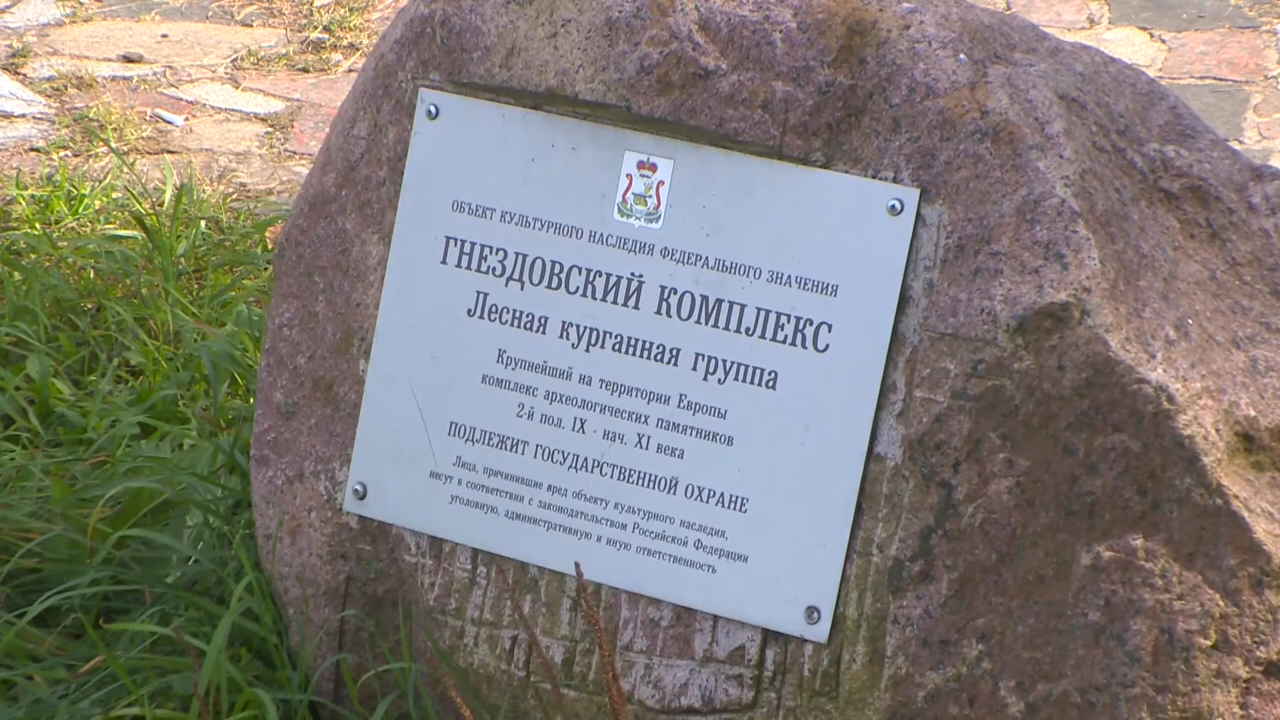 ОБЪЕКТ КУЛЬТУРНОГО НАСЛЕДИЯ ФЕДЕРАЛЬНОГО ЗНАЧЕНИЯ
ГНЕЗДОВСКИЙ КОМПЛЕКС
Лесная курганная группа
Крупнейший на территории Европы
комплекс археологических памятников
2-й пол. IX - нач. XI века
ПОДЛЕЖИТ ГОСУДАРСТВЕННОЙ ОХРАНЕ
Лица, причинившие вред объекту культурного наследия,
несут в соответствии с законодательством Российской Федерации
уголовную, административную и иную ответственность